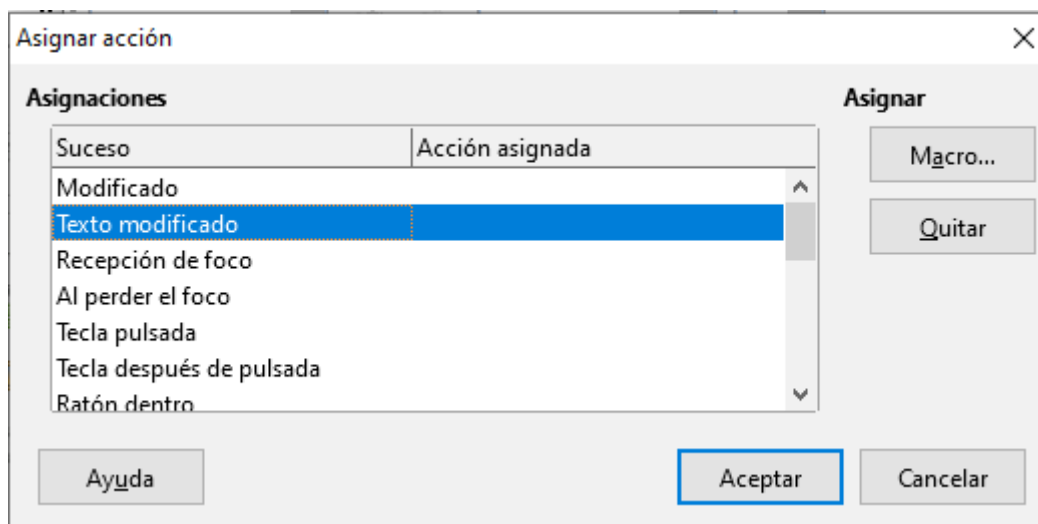 Asignar acción
Asignaciones
Asignar
Suceso Acción asignada
Macro...
Modificado
Texto modificado
Quitar
Recepción de foco
Al perder el foco
Tecla pulsada
Tecla después de pulsada
Ratón dentro
Ayuda
Aceptar
Cancelar